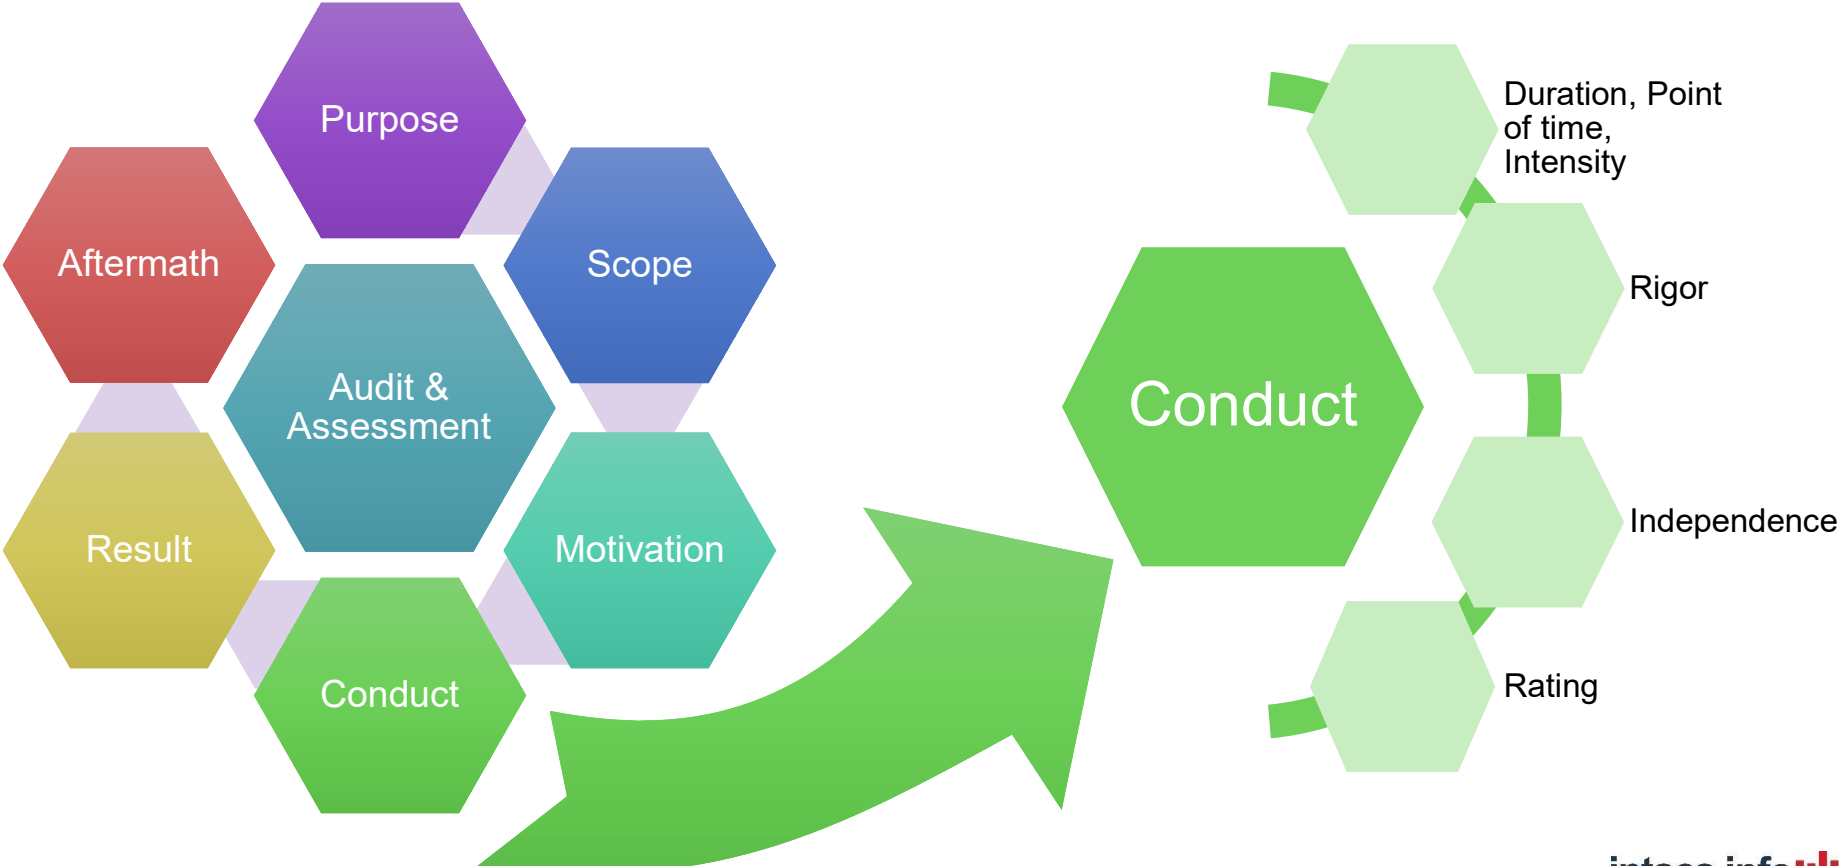 Purpose
Aftermath
Scope
Audit &
Assessment
Result
Motivation
Conduct
Conduct
Duration, Point
of time,
Intensity
Rigor
Independence
Rating